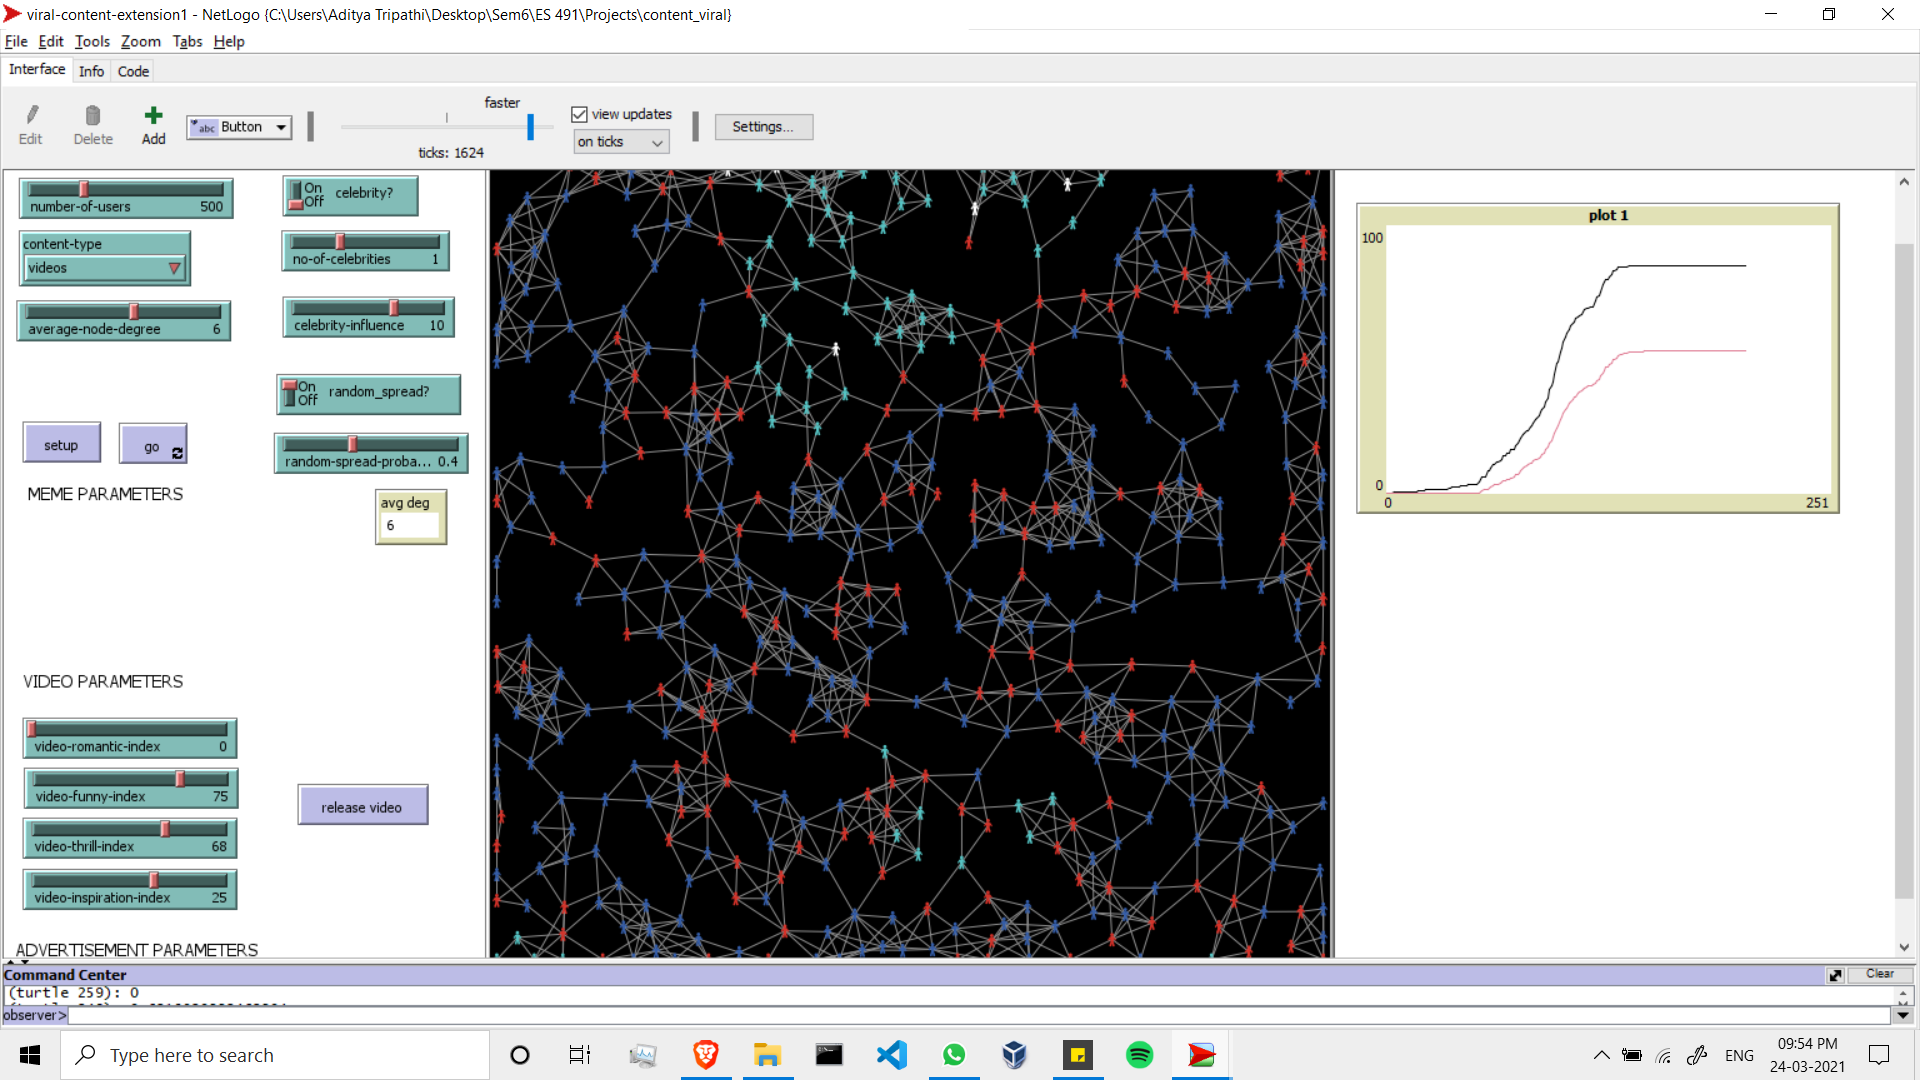 viral-content-extension1 - NetLogo {C:\Users\Aditya Tripathi\Desktop\Sem6\ES 491\Projects\content_viral}
File Edit Tools Zoom Tabs Help
Interface Info Code
Edit Delete Add abc Button faster view updates Settings...
on ticks
ticks: 1624
number-of-users 500
On
Off celebrity?
content-type
videos
no-of-celebrities 1
average-node-degree 6
celebrity-influence 10
On
Off random_spread?
setup go
random-spread-proba... 0.4
MEME PARAMETERS
avg deg
6
VIDEO PARAMETERS
video-romantic-index 0
video-funny-index 75
release video
video-thrill-index 68
video-inspiration-index 25
ADVERTISEMENT PARAMETERS
plot 1
100
0
0 251
Command Center Clear
(turtle 259): 0
observer>
Type here to search
ENG
09:54 PM
24-03-2021